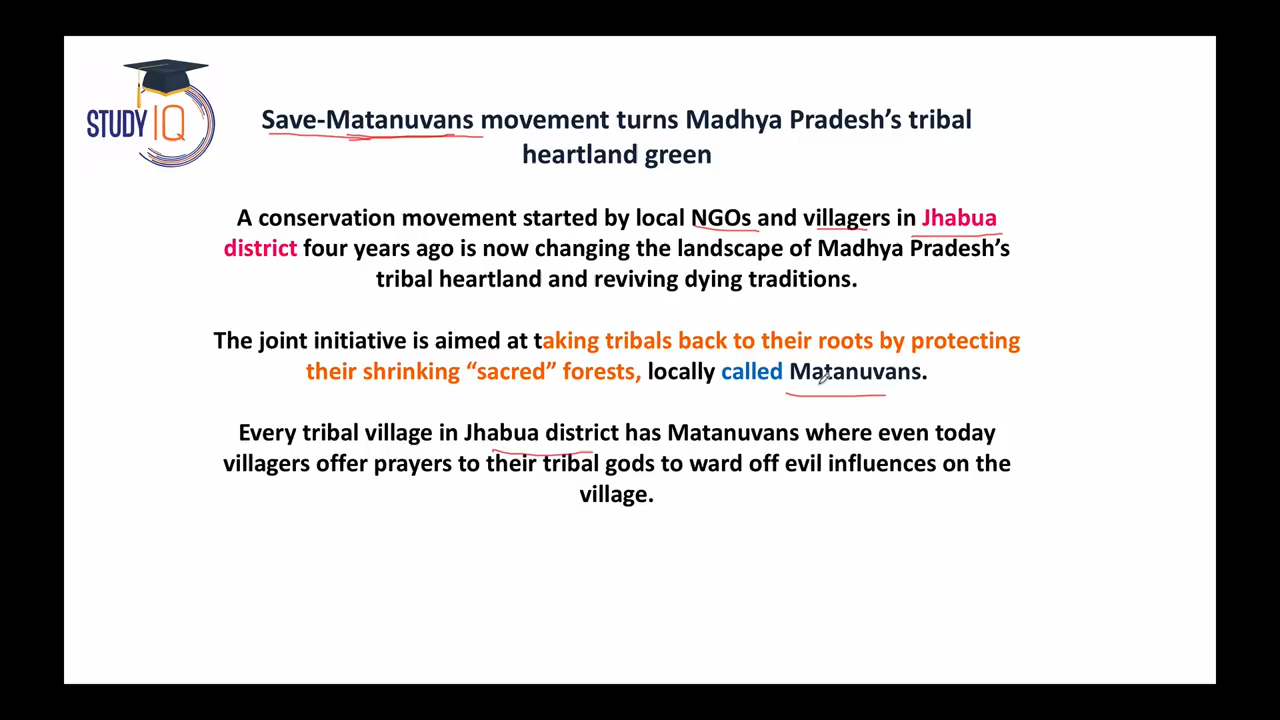 STUDY IQ
Save-Matanuvans movement turns Madhya Pradesh's tribal
heartland green
A conservation movement started by local NGOs and villagers in Jhabua
district four years ago is now changing the landscape of Madhya Pradesh's
tribal heartland and reviving dying traditions.
The joint initiative is aimed at taking tribals back to their roots by protecting
their shrinking “sacred” forests, locally called Matanuvans.
Every tribal village in Jhabua district has Matanuvans where even today
villagers offer prayers to their tribal gods to ward off evil influences on the
village.